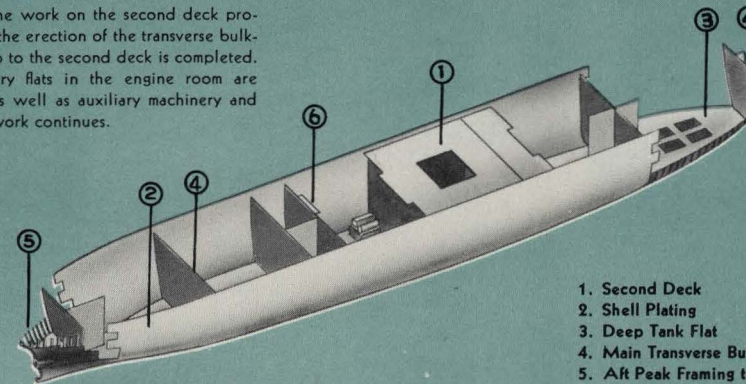 he work on the second deck pro-
the erection of the transverse bulk-
to the second deck is completed.
ry flats in the engine room are
s well as auxiliary machinery and
work continues.
1
3
6
2
4
5
1. Second Deck
2. Shell Plating
3. Deep Tank Flat
4. Main Transverse Bu
5. Aft Peak Framing t